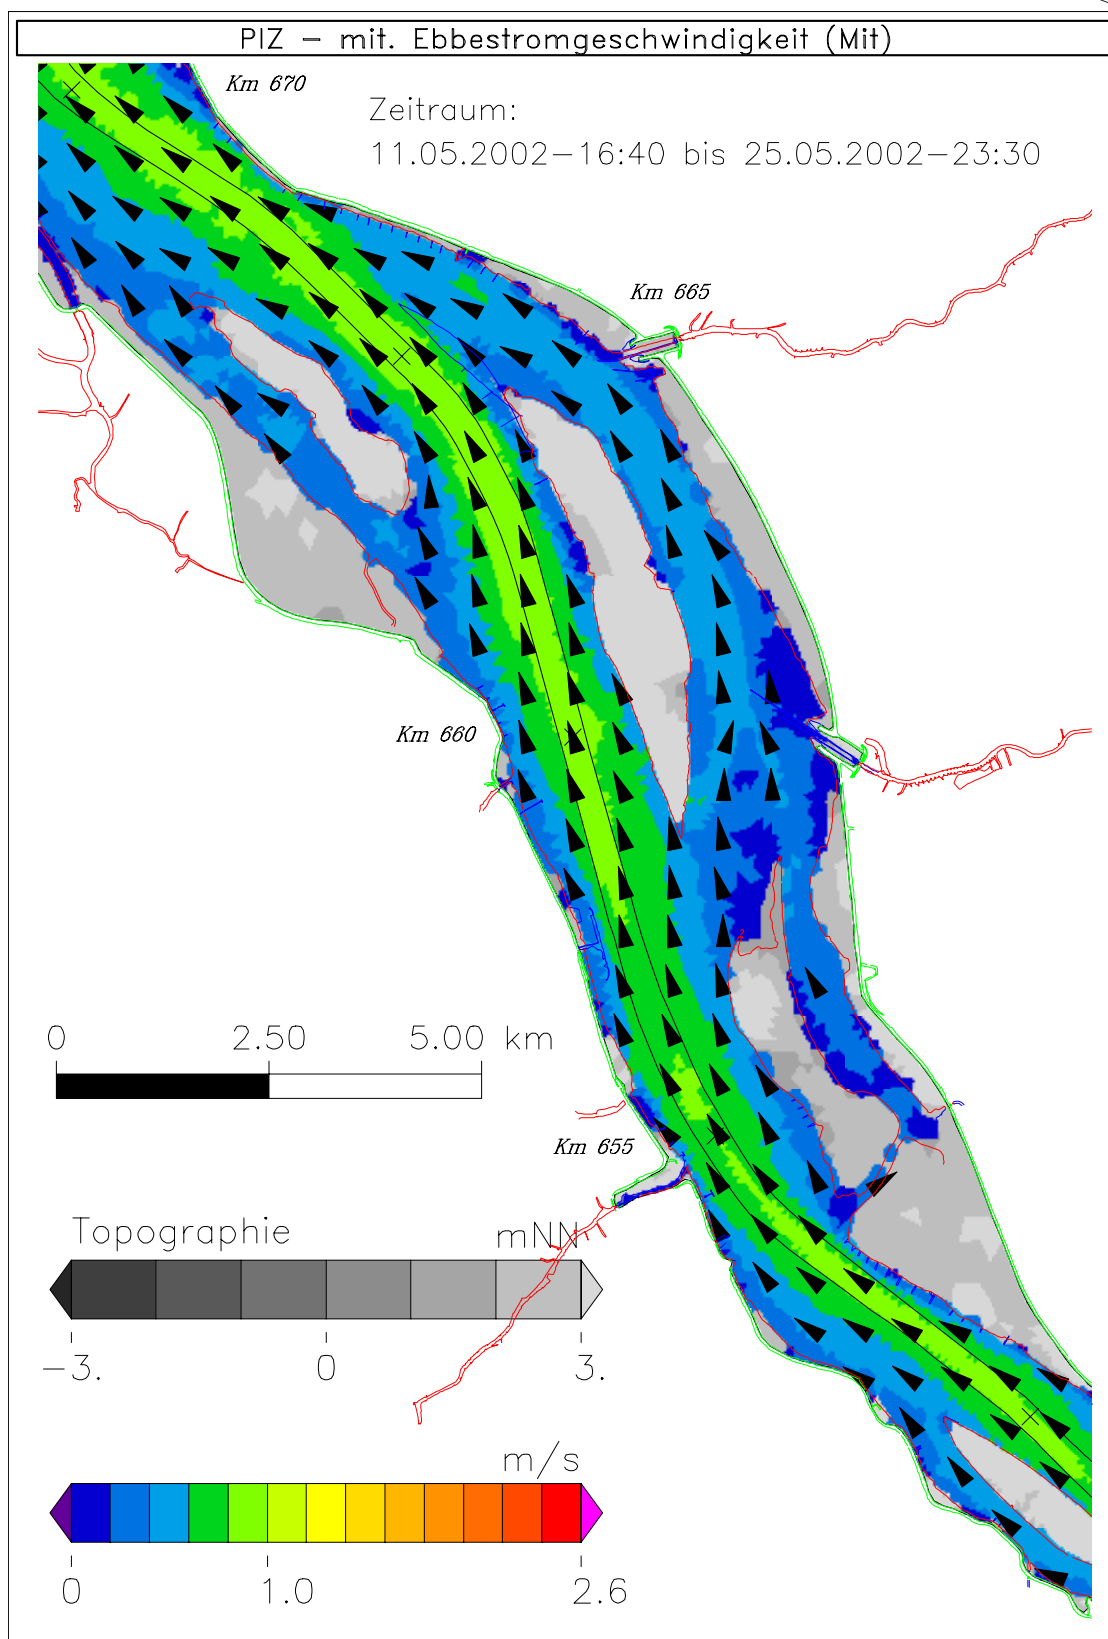 PIZ - mit. Ebbestromgeschwindigkeit (Mit)
Km 670
Zeitraum:
11.05.2002-16:40 bis 25.05.2002-23:30
Km 665
Km 660
0 2.50 5.00 km
Km 655
Topographie mNN
-3. 0 3.
m/s
0 1.0 2.6